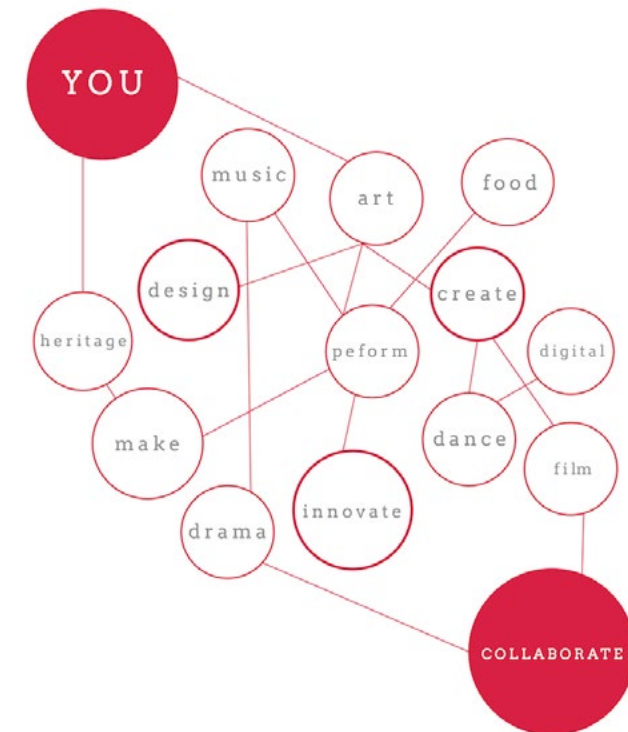 YOU
music
art
food
design
create
heritage
peform
digital
make
dance
film
innovate
drama
COLLABORATE